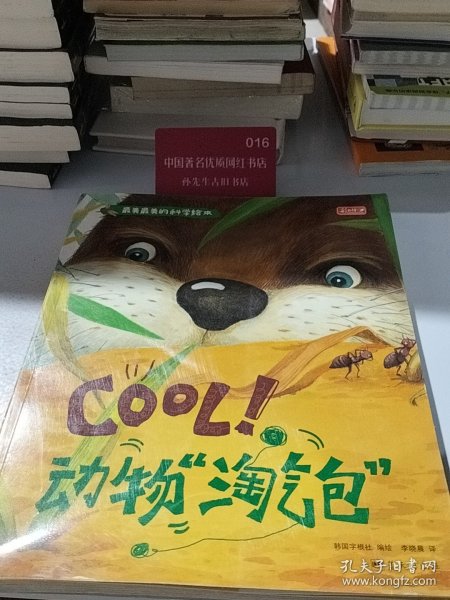 016
中国著名优质网红书店
孙先生古旧书店
最美最美的科学绘本
COOL!
动物“淘气包”
韩国字根社 编绘 李晓晨 译
孔夫子旧书网
www.kongfz.com